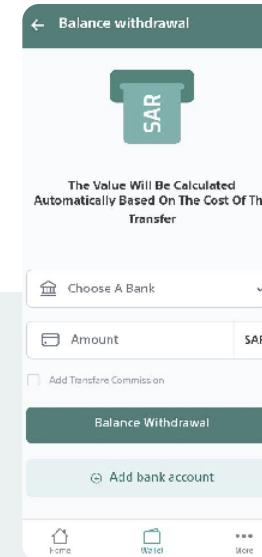 Balance withdrawal
SAR
The Value Will Be Calculated
Automatically Based On The Cost Of Th
Transfer
Choose A Bank
Amount
SAR
Add Transfare Commission
Balance Withdrawal
Add bank account
Home
Wallet
More